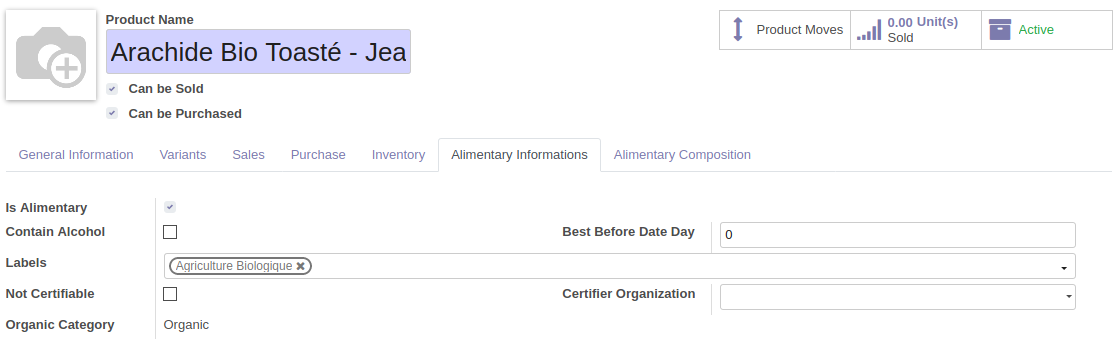 Product Name
Arachide Bio Toasté - Jea
Product Moves
0.00 Unit(s)
Sold
Active
Can be Sold
Can be Purchased
General Information Variants Sales Purchase Inventory Alimentary Informations Alimentary Composition
Is Alimentary
Contain Alcohol Best Before Date Day 0
Labels Agriculture Biologique
Not Certifiable Certifier Organization
Organic Category Organic